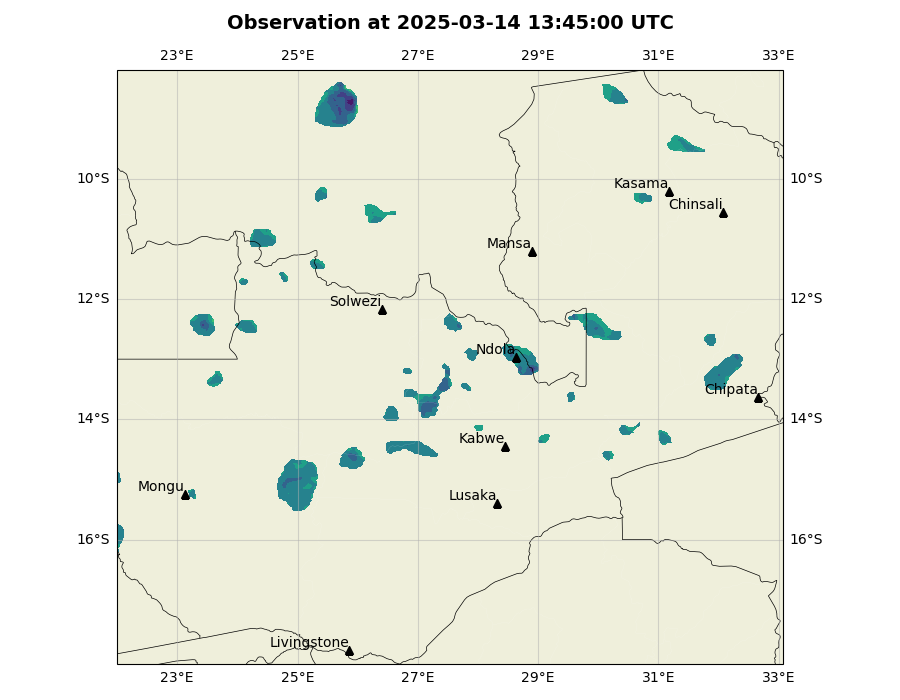 Observation at 2025-03-14 13:45:00 UTC
23°E 25°E 27°E 29°E 31°E 33°E
10°S 10°S
Kasama
Chinsali
Mansa
12°S 12°S
Solwezi
Ndola
Chipata
14°S 14°S
Kabwe
Mongu
Lusaka
16°S 16°S
Livingstone
23°E 25°E 27°E 29°E 31°E 33°E